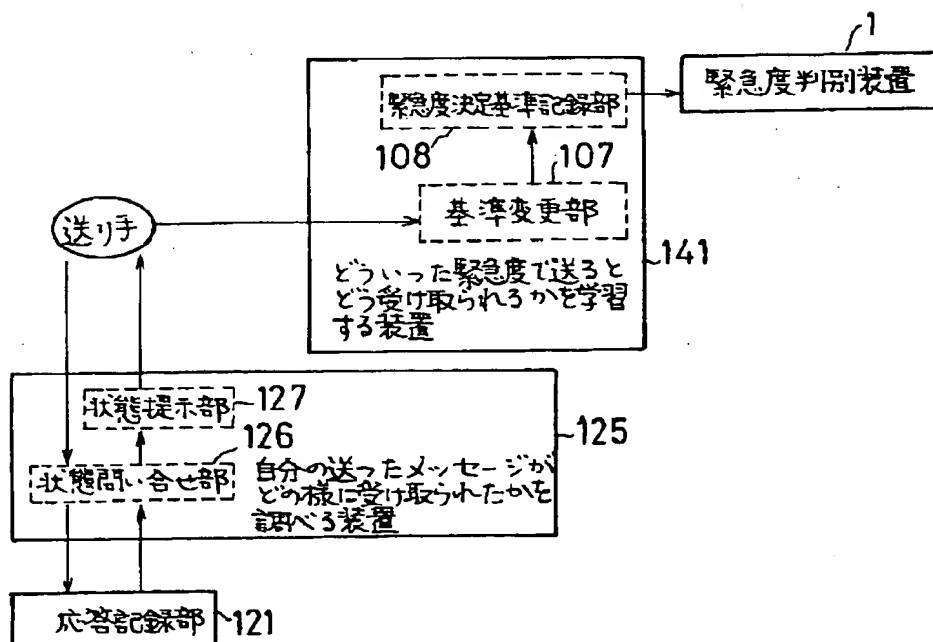 1
緊急度判別装置
緊急度決定基準記録部
108
107
基準変更部
141
どういった緊急度で送ると
どう受け取られるかを学習
する装置
送り手
状態提示部
127
126
125
状態問い合せ部
自分の送ったメッセージが
どの様に受け取られたかを
調べる装置
応答記録部
121